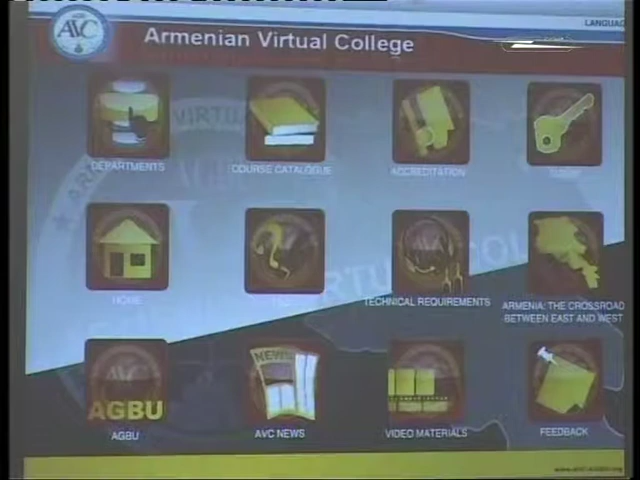 AVC
Armenian Virtual College
DEPARTMENTS
COURSE CATALOGUE
ACCREDITATION
HOME
TECHNICAL REQUIREMENTS
ARMENIA: THE CROSSROAD
BETWEEN EAST AND WEST
NEWS
AGBU
AGBU
AVC NEWS
VIDEO MATERIALS
FEEDBACK